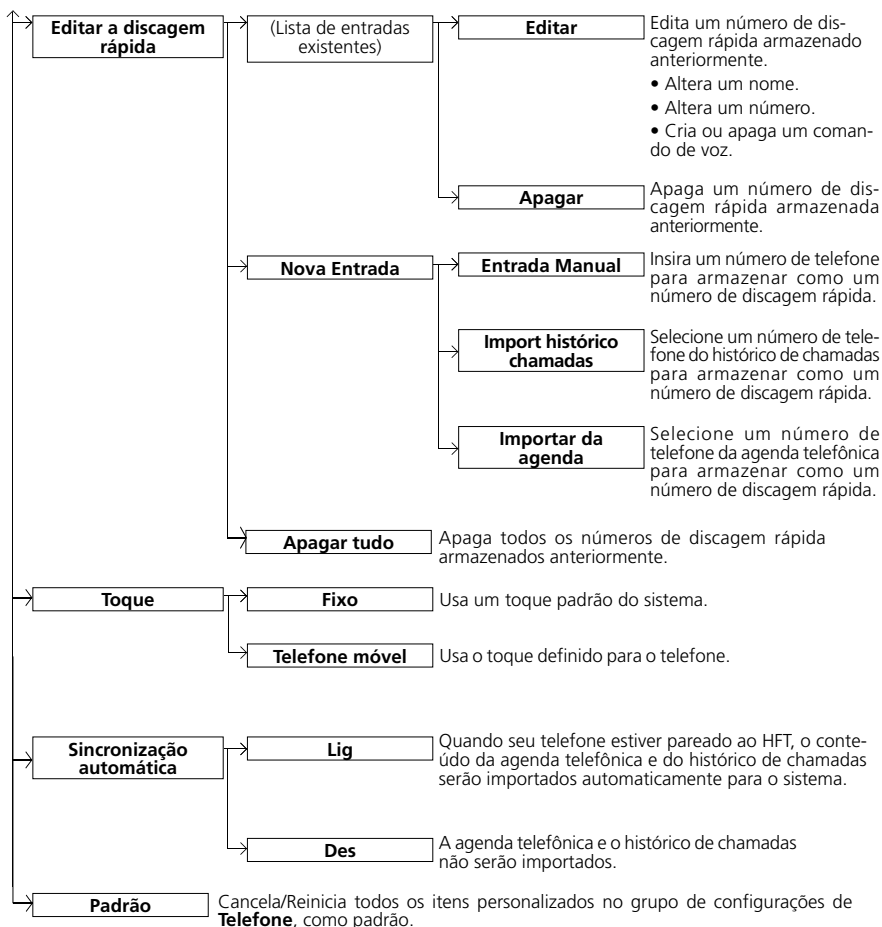 Editar a discagem
rápida
(Lista de entradas
existentes)
Editar
Edita um número de dis-
cagem rápida armazenado
anteriormente.
• Altera um nome.
• Altera um número.
• Cria ou apaga um coman-
do de voz.
Apagar
Apaga um número de dis-
cagem rápida armazenada
anteriormente.
Nova Entrada
Entrada Manual
Insira um número de telefone
para armazenar como um
número de discagem rápida.
Import histórico
chamadas
Selecione um número de tele-
fone do histórico de chamadas
para armazenar como um
número de discagem rápida.
Importar da
agenda
Selecione um número de
telefone da agenda telefônica
para armazenar como um
número de discagem rápida.
Apagar tudo
Apaga todos os números de discagem rápida
armazenados anteriormente.
Toque
Fixo
Usa um toque padrão do sistema.
Telefone móvel
Usa o toque definido para o telefone.
Sincronização
automática
Lig
Quando seu telefone estiver pareado ao HFT, o conte-
údo da agenda telefônica e do histórico de chamadas
serão importados automaticamente para o sistema.
Des
A agenda telefônica e o histórico de chamadas
não serão importados.
Padrão
Cancela/Reinicia todos os itens personalizados no grupo de configurações de
Telefone, como padrão.